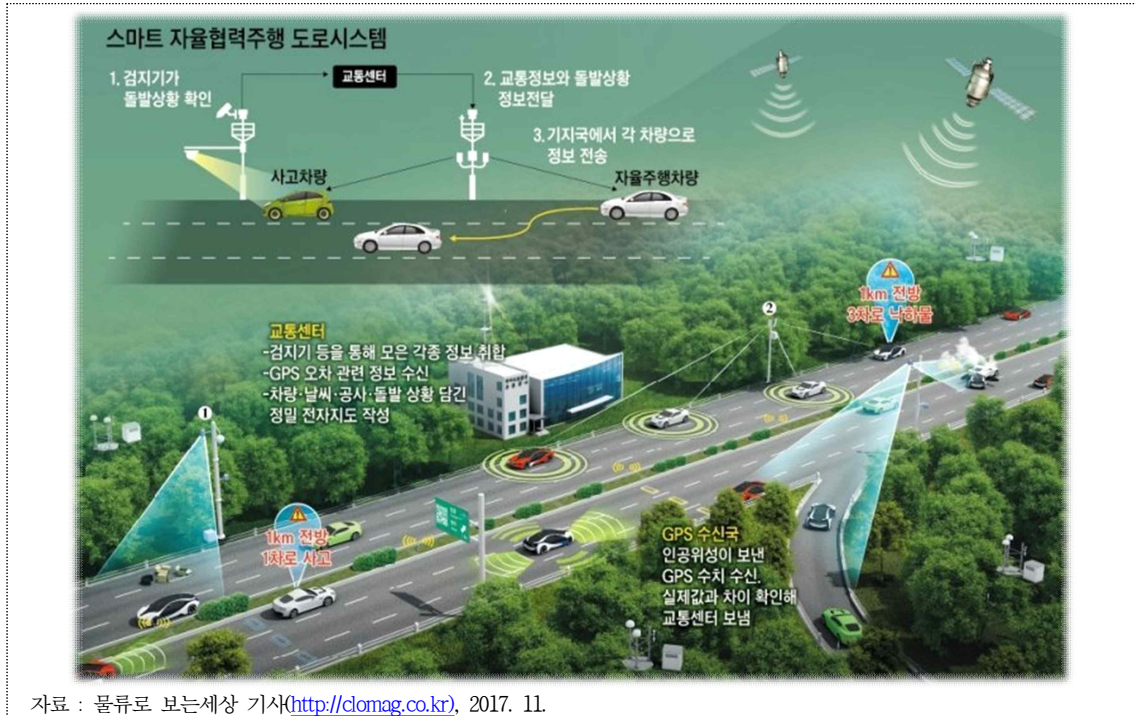 스마트 자율협력주행 도로시스템
1. 검지기가
돌발상황 확인
교통센터
2. 교통정보와 돌발상황
정보전달
3. 기지국에서 각 차량으로
정보 전송
사고차량
자율주행차량
1km 전방
3차로 낙하물
②
교통센터
-검지기 등을 통해 모은 각종 정보 취합
-GPS 오차 관련 정보 수신
-차량·날씨·공사·돌발 상황 담긴
정밀 전자지도 작성
①
1km 전방
1차로 사고
GPS 수신국
인공위성이 보낸
GPS 수치 수신.
실제값과 차이 확인해
교통센터 보냄
자료 : 물류로 보는세상 기사(http://clomag.co.kr), 2017. 11.